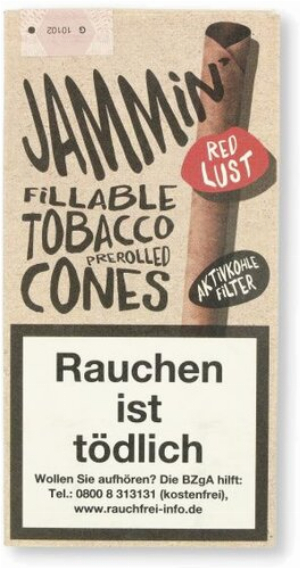 G 10102
JAMMiN'
RED
LUST
FiLLABLE
TOBACCO
PREROLLED
CONES
AKTiVKOHLE
FiLTER
Rauchen
ist
tödlich
Wollen Sie aufhören? Die BZgA hilft:
Tel.: 0800 8 313131 (kostenfrei),
www.rauchfrei-info.de